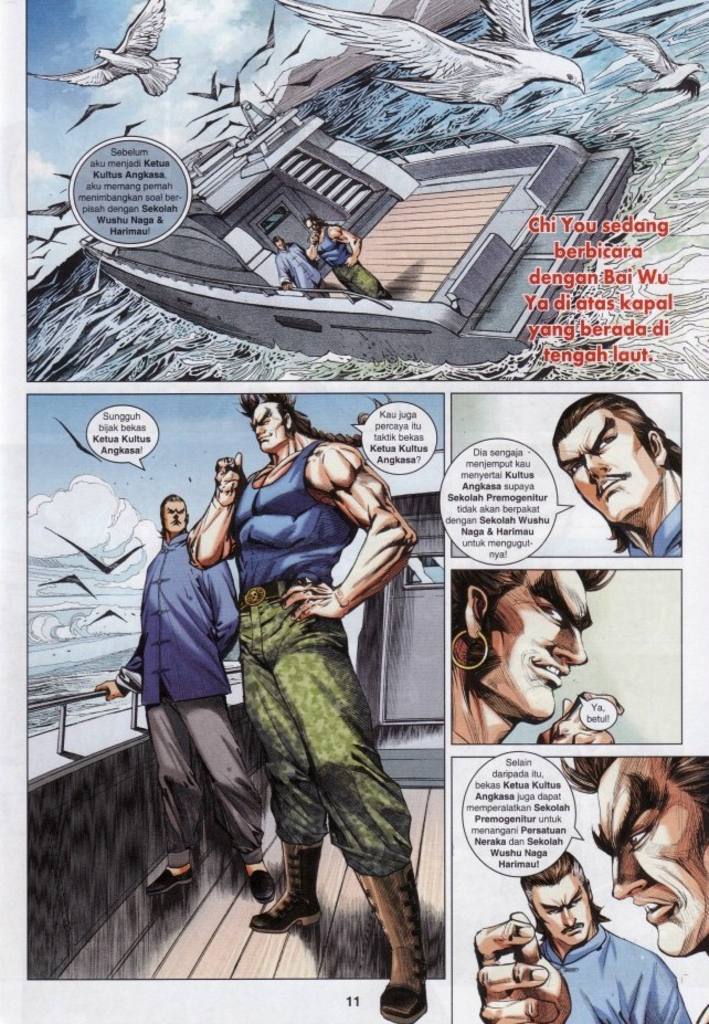 Sebelum
aku menjadi Ketua
Kultus Angkasa,
aku memang pernah
menimbangkan soal ber-
pisah dengan Sekolah
Wushu Naga &
Harimau!
Chi You sedang
berbicara
dengan Bai Wu
Ya di atas kapal
yang berada di
tengah laut.
Sungguh
bijak bekas
Ketua Kultus
Angkasa!
Kau juga
percaya itu
taktik bekas
Ketua Kultus
Angkasa?
Dia sengaja
menjemput kau
menyertai Kultus
Angkasa supaya
Sekolah Premogenitur
tidak akan berpakat
dengan Sekolah Wushu
Naga & Harimau
untuk mengugut-
nya!
Ya,
betul!
Selain
daripada itu,
bekas Ketua Kultus
Angkasa juga dapat
memperalatkan Sekolah
Premogenitur untuk
menangani Persatuan
Neraka dan Sekolah
Wushu Naga
Harimau!
11